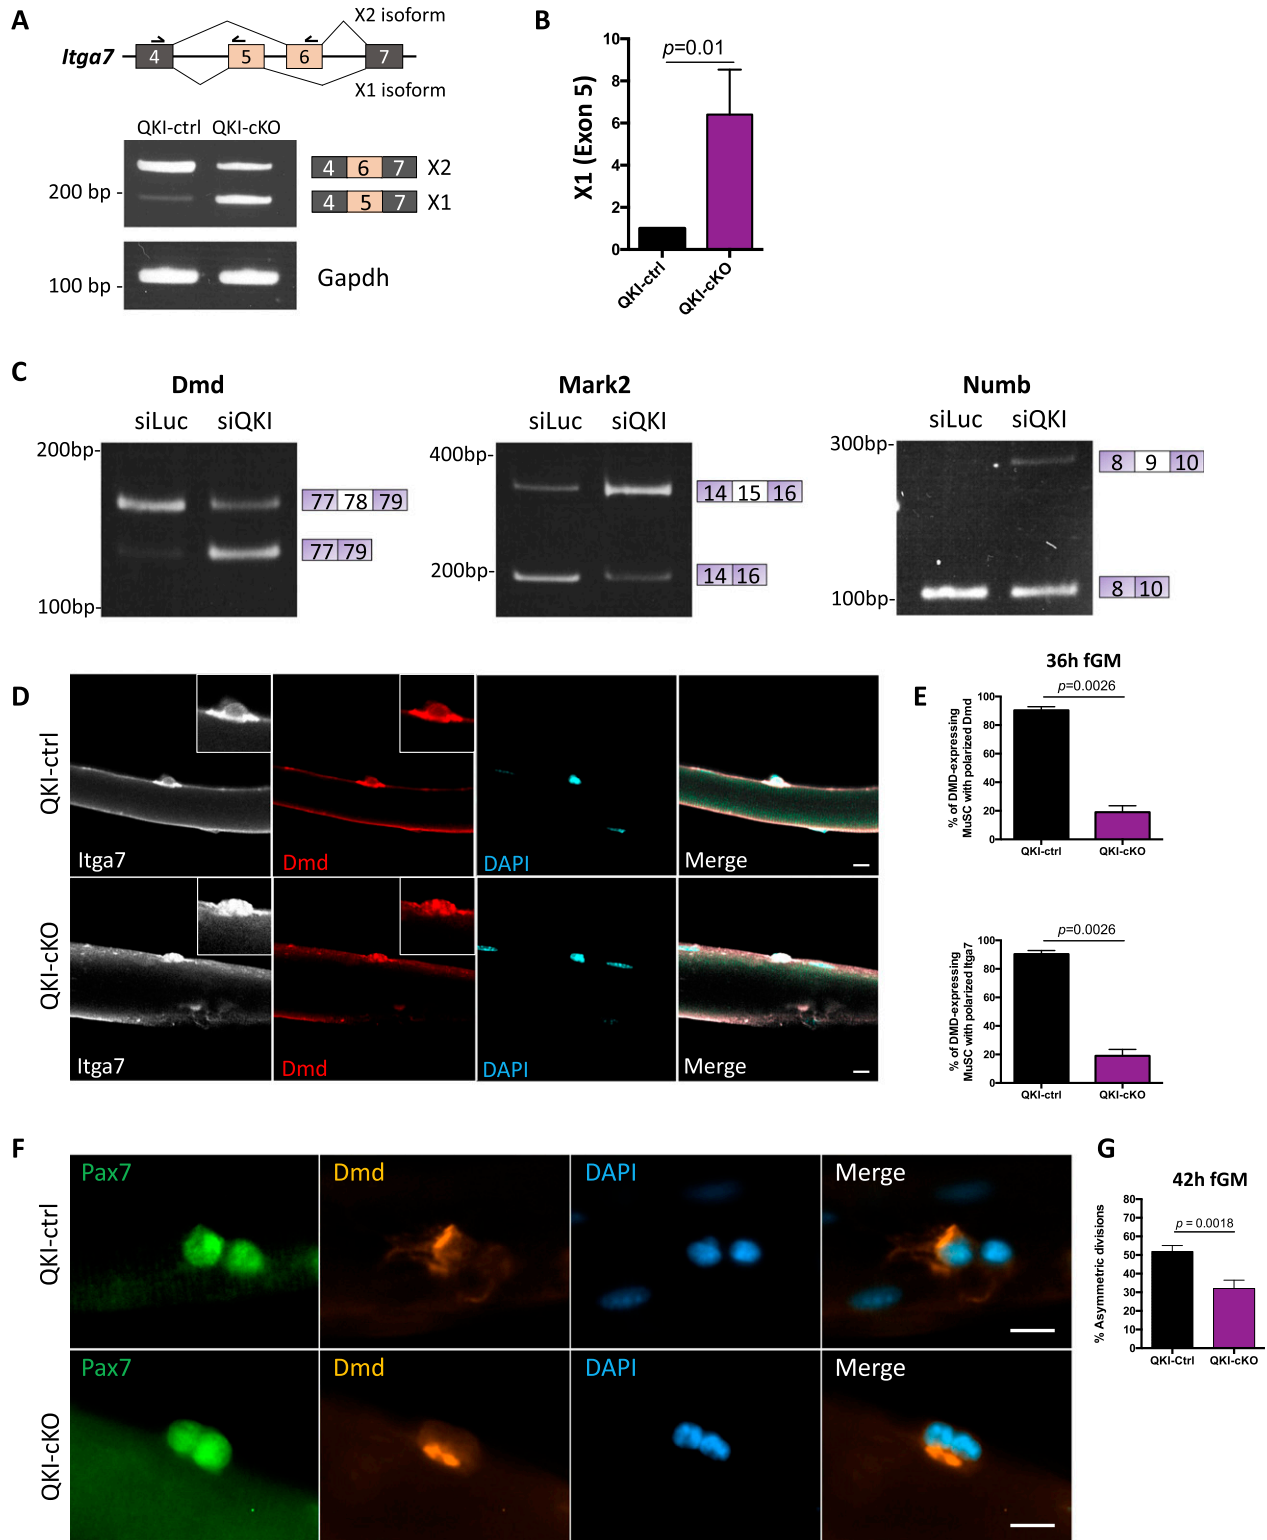 A
X2 isoform
Itga7
4
5
6
7
X1 isoform
QKI-ctrl QKI-cKO
4 6 7 X2
200 bp -
4 5 7 X1
100 bp -
Gapdh
B
X1 (Exon 5)
10
8
6
4
2
0
p=0.01
QKI-ctrl
QKI-cKO
C
Dmd
siLuc siQKI
200bp-
77 78 79
77 79
100bp-
Mark2
siLuc siQKI
400bp-
14 15 16
200bp-
14 16
Numb
siLuc siQKI
300bp-
8 9 10
100bp-
8 10
D
QKI-ctrl
Itga7
Dmd
DAPI
Merge
QKI-cKO
Itga7
Dmd
DAPI
Merge
E
36h fGM
p=0.0026
% of DMD-expressing
MuSC with polarized Dmd
100
80
60
40
20
0
QKI-ctrl
QKI-cKO
p=0.0026
% of DMD-expressing
MuSC with polarized Itga7
100
80
60
40
20
0
QKI-ctrl
QKI-cKO
F
QKI-ctrl
Pax7
Dmd
DAPI
Merge
QKI-cKO
Pax7
Dmd
DAPI
Merge
G
42h fGM
p = 0.0018
% Asymmetric divisions
80
70
60
50
40
30
20
10
0
QKI-Ctrl
QKI-cKO